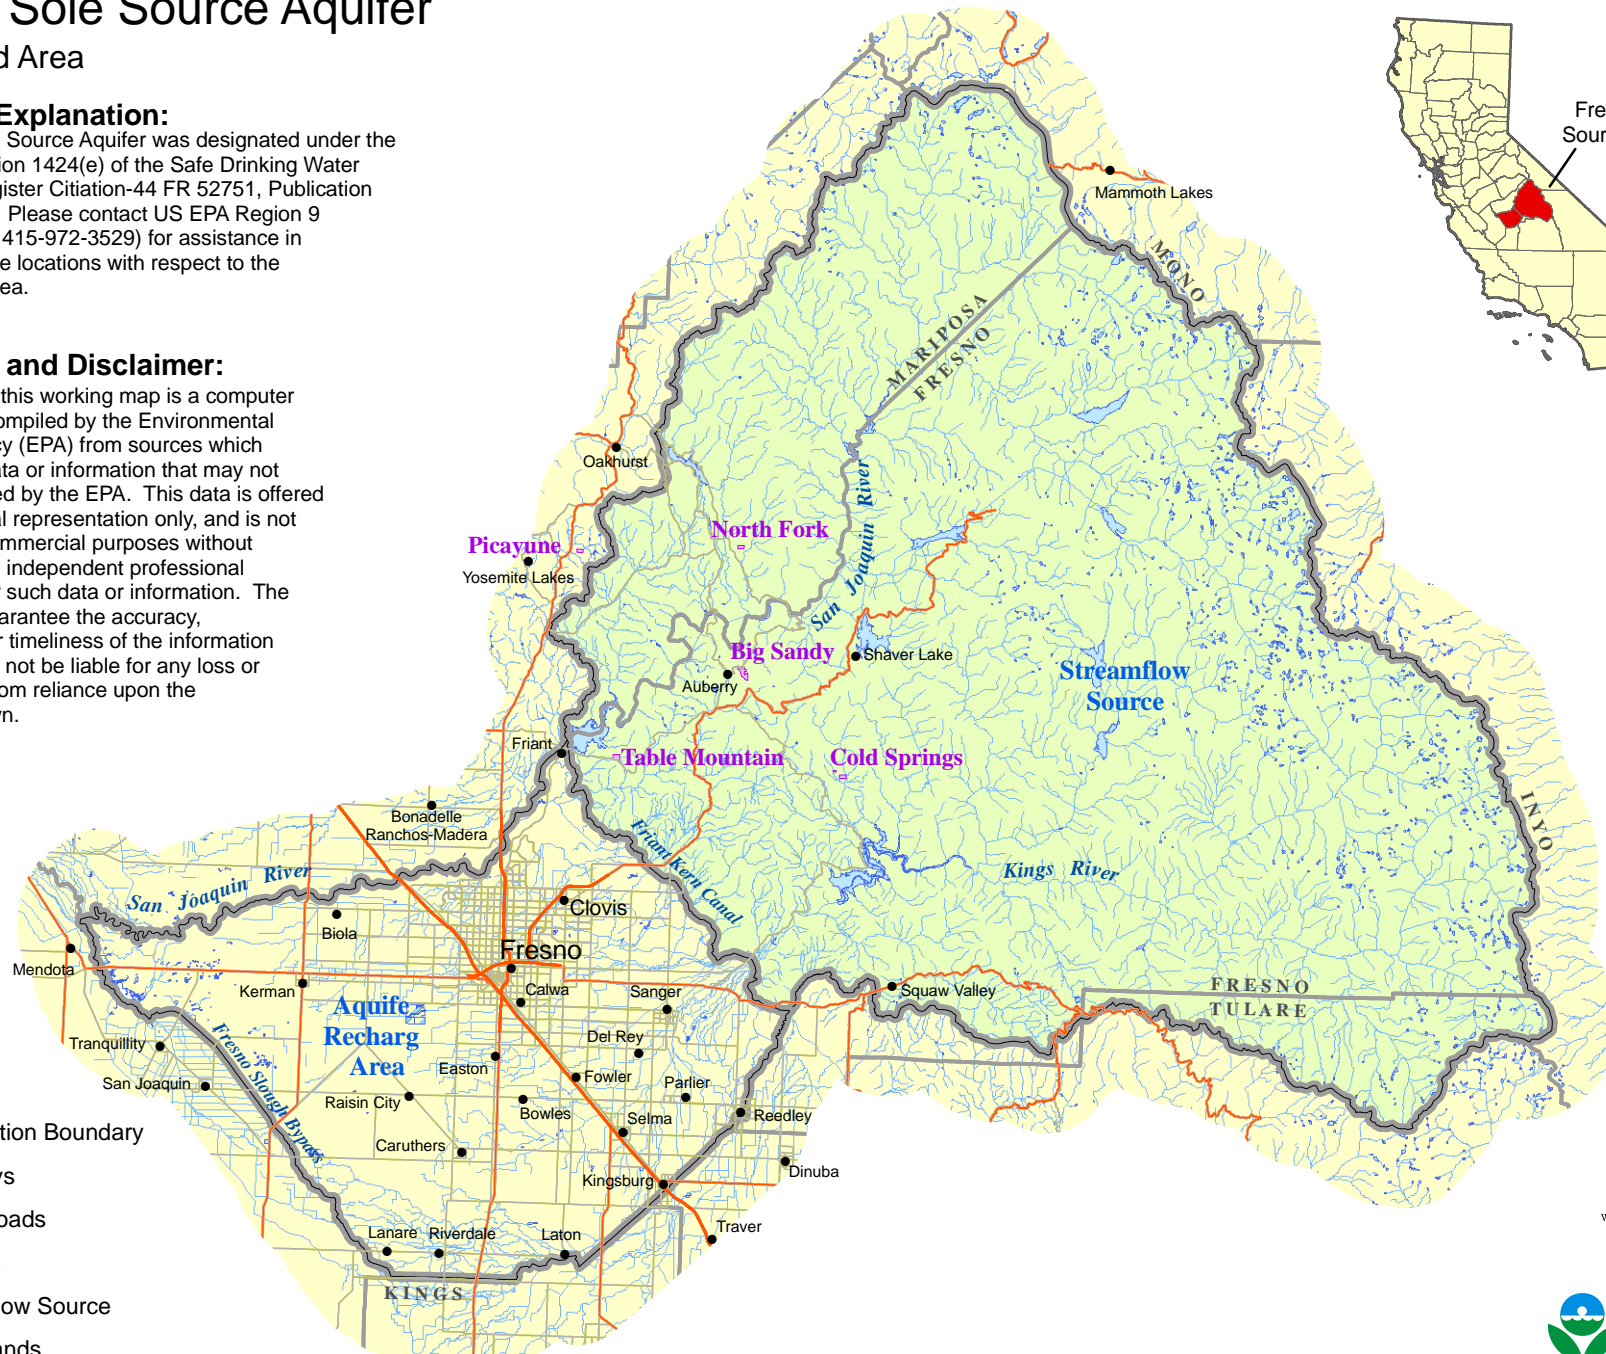 Sole Source Aquifer
d Area
Explanation:
Source Aquifer was designated under the
ion 1424(e) of the Safe Drinking Water
gister Citiation-44 FR 52751, Publication
Please contact US EPA Region 9
415-972-3529) for assistance in
e locations with respect to the
ea.
and Disclaimer:
this working map is a computer
ompiled by the Environmental
cy (EPA) from sources which
ata or information that may not
ed by the EPA. This data is offered
al representation only, and is not
ommercial purposes without
independent professional
such data or information. The
arantee the accuracy,
r timeliness of the information
not be liable for any loss or
om reliance upon the
wn.
tion Boundary
ys
oads
ow Source
ands
Fre
Sour
Mammoth Lakes
MONO
MARIPOSA
FRESNO
Oakhurst
San Joaquin River
North Fork
Picayune
Yosemite Lakes
Big Sandy
Shaver Lake
Auberry
Streamflow
Source
Friant
Table Mountain
Cold Springs
INYO
Bonadelle
Ranchos-Madera
Friant Kern Canal
Kings River
San Joaquin River
Clovis
Biola
Fresno
Mendota
Kerman
Calwa
Sanger
Squaw Valley
FRESNO
TULARE
Aquife
Recharg
Area
Del Rey
Tranquillity
Fresno Slough Bypass
Easton
Fowler
San Joaquin
Parlier
Raisin City
Bowles
Selma
Reedley
Caruthers
Dinuba
Kingsburg
Traver
Lanare
Riverdale
Laton
KINGS